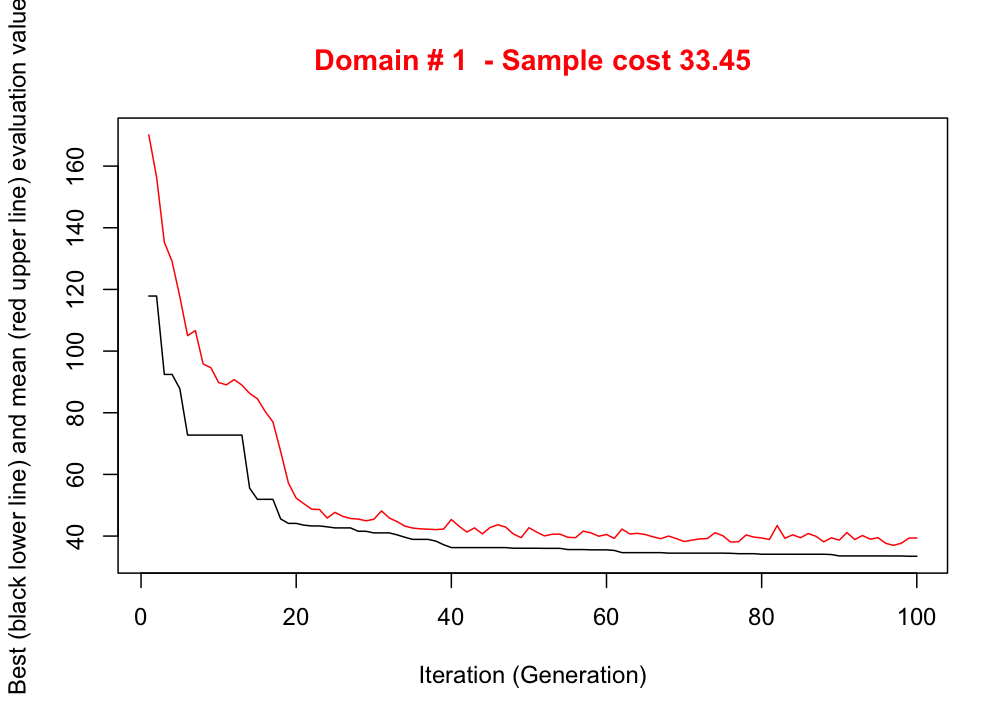 Domain # 1  - Sample cost 33.45
Best (black lower line) and mean (red upper line) evaluation value
160
140
120
100
80
60
40
0 20 40 60 80 100
Iteration (Generation)